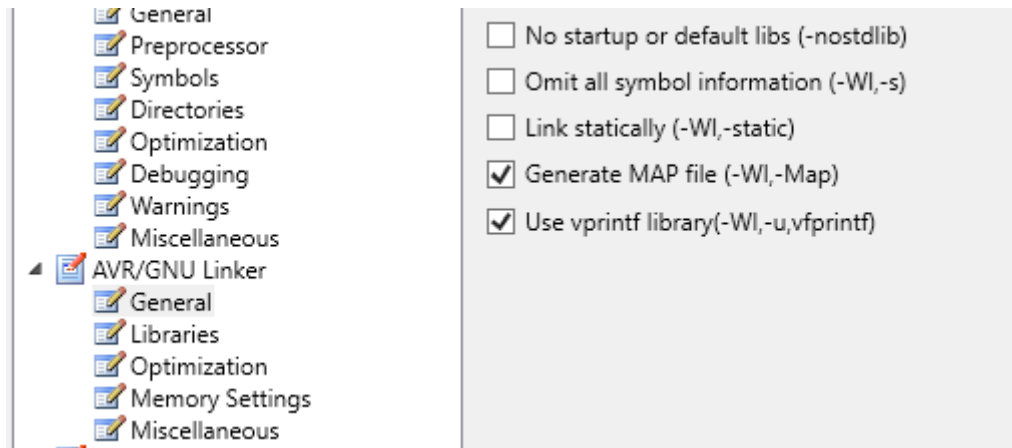 General
Preprocessor
Symbols
Directories
Optimization
Debugging
Warnings
Miscellaneous
AVR/GNU Linker
General
Libraries
Optimization
Memory Settings
Miscellaneous
No startup or default libs (-nostdlib)
Omit all symbol information (-Wl,-s)
Link statically (-Wl,-static)
Generate MAP file (-Wl,-Map)
Use vprintf library(-Wl,-u,vfprintf)